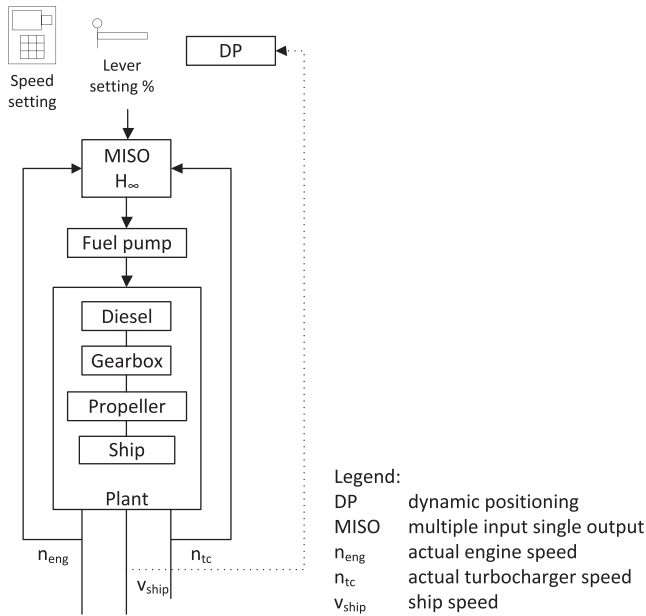 Speed
setting
Lever
setting %
DP
MISO
H∞
Fuel pump
Diesel
Gearbox
Propeller
Ship
Plant
n_eng
n_tc
v_ship
Legend:
DP dynamic positioning
MISO multiple input single output
n_eng actual engine speed
n_tc actual turbocharger speed
v_ship ship speed